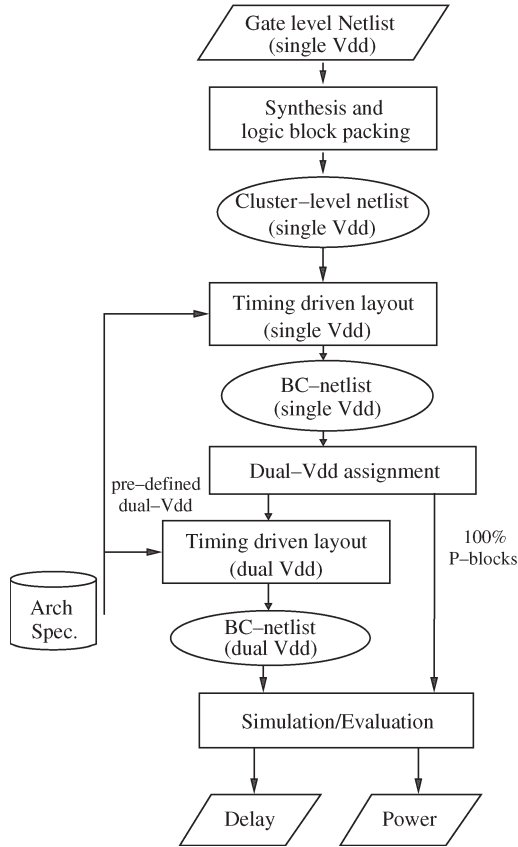 Gate level Netlist
(single Vdd)
Synthesis and
logic block packing
Cluster–level netlist
(single Vdd)
Timing driven layout
(single Vdd)
BC–netlist
(single Vdd)
Dual–Vdd assignment
pre–defined
dual–Vdd
100%
P–blocks
Timing driven layout
(dual Vdd)
Arch
Spec.
BC–netlist
(dual Vdd)
Simulation/Evaluation
Delay
Power